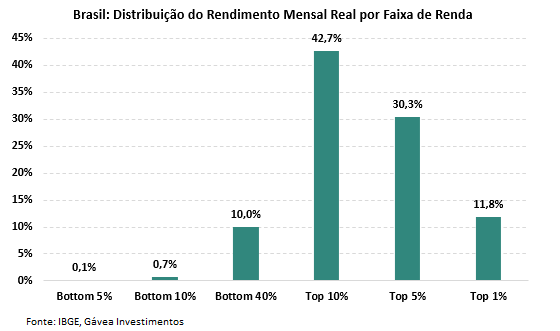 Brasil: Distribuição do Rendimento Mensal Real por Faixa de Renda
45%
40%
35%
30%
25%
20%
15%
10%
5%
0%
0,1%
0,7%
10,0%
42,7%
30,3%
11,8%
Bottom 5%
Bottom 10%
Bottom 40%
Top 10%
Top 5%
Top 1%
Fonte: IBGE, Gávea Investimentos